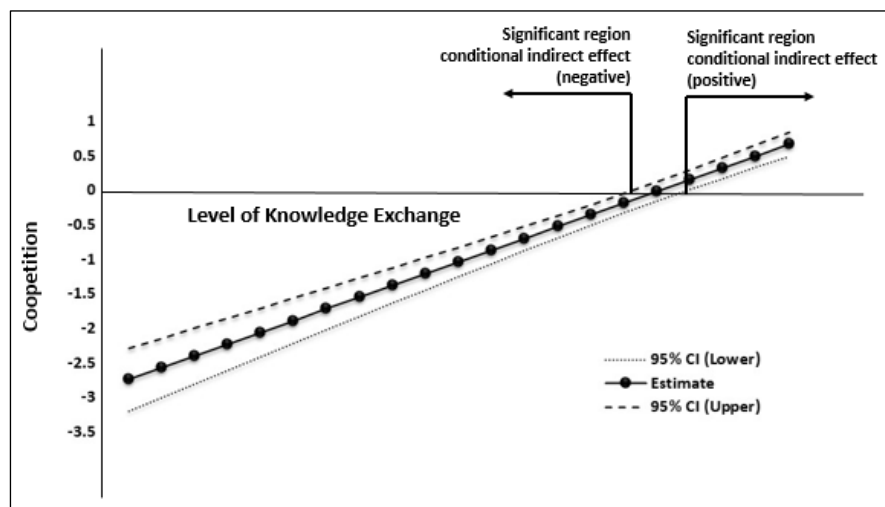 Significant region
conditional indirect effect
(negative)
Significant region
conditional indirect effect
(positive)
1
0.5
0
-0.5
-1
-1.5
-2
-2.5
-3
-3.5
Coopetition
Level of Knowledge Exchange
95% CI (Lower)
Estimate
95% CI (Upper)